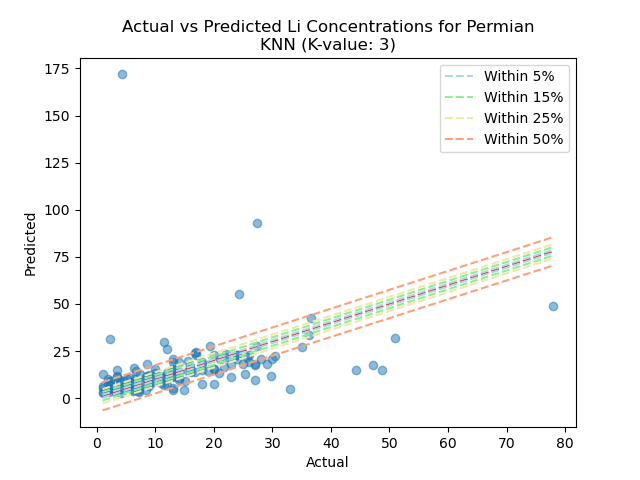 Actual vs Predicted Li Concentrations for Permian
KNN (K-value: 3)
175
150
125
100
75
50
25
0
Predicted
Within 5%
Within 15%
Within 25%
Within 50%
0 10 20 30 40 50 60 70 80
Actual